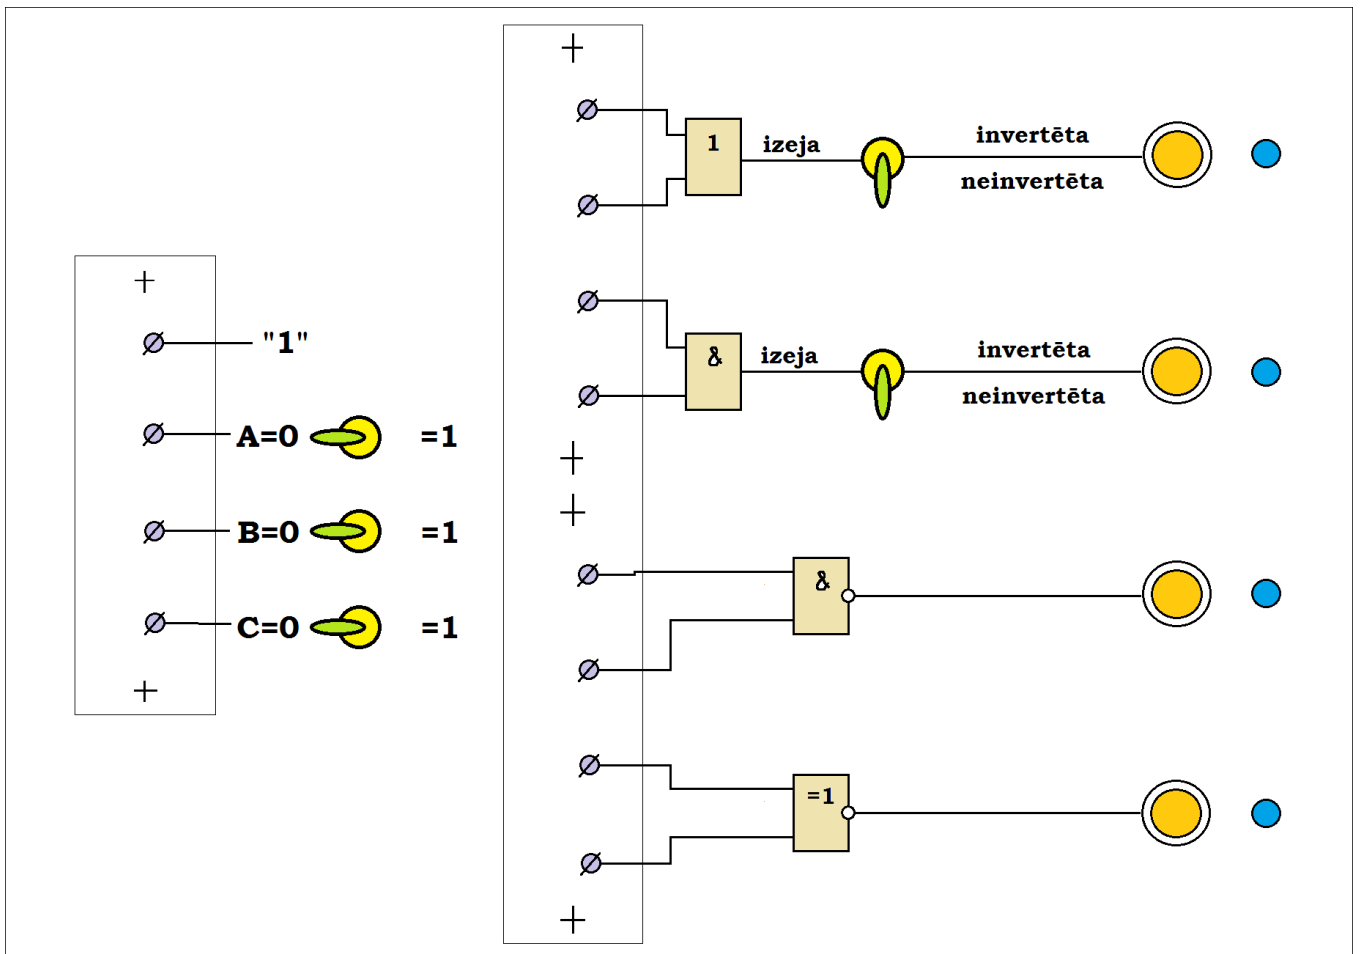 1
izeja
invertēta
neinvertēta
&
izeja
invertēta
neinvertēta
"1"
A=0 =1
B=0 =1
C=0 =1
&
=1